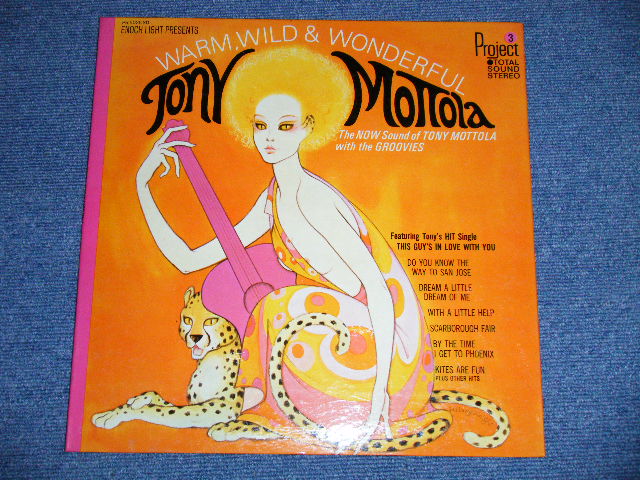 ENOCH LIGHT PRESENTS
WARM, WILD & WONDERFUL
TONY MOTTOLA
Project 3
TOTAL
SOUND
STEREO
The NOW Sound of TONY MOTTOLA
with the GROOVIES
Featuring Tony's HIT Single
THIS GUY'S IN LOVE WITH YOU
DO YOU KNOW THE
WAY TO SAN JOSE
DREAM A LITTLE
DREAM OF ME
WITH A LITTLE HELP
SCARBOROUGH FAIR
BY THE TIME
I GET TO PHOENIX
KITES ARE FUN
PLUS OTHER HITS